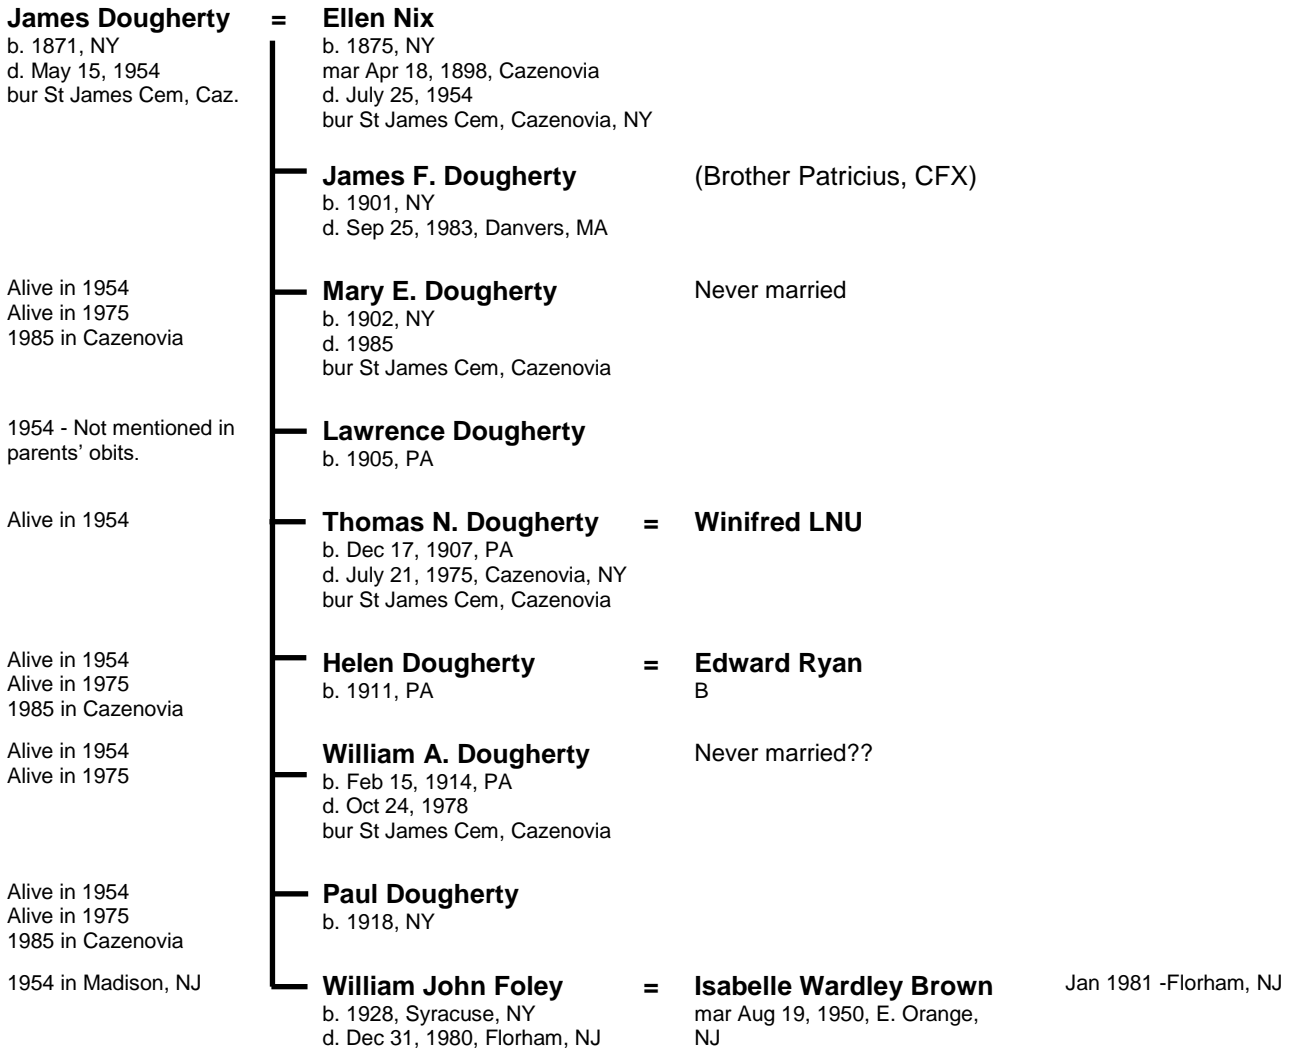 James Dougherty = Ellen Nix
b. 1871, NY
d. May 15, 1954
bur St James Cem, Caz.
b. 1875, NY
mar Apr 18, 1898, Cazenovia
d. July 25, 1954
bur St James Cem, Cazenovia, NY
James F. Dougherty (Brother Patricius, CFX)
b. 1901, NY
d. Sep 25, 1983, Danvers, MA
Alive in 1954
Alive in 1975
1985 in Cazenovia
Mary E. Dougherty Never married
b. 1902, NY
d. 1985
bur St James Cem, Cazenovia
1954 - Not mentioned in
parents’ obits.
Lawrence Dougherty
b. 1905, PA
Alive in 1954
Thomas N. Dougherty = Winifred LNU
b. Dec 17, 1907, PA
d. July 21, 1975, Cazenovia, NY
bur St James Cem, Cazenovia
Alive in 1954
Alive in 1975
1985 in Cazenovia
Helen Dougherty = Edward Ryan
b. 1911, PA
B
Alive in 1954
Alive in 1975
William A. Dougherty Never married??
b. Feb 15, 1914, PA
d. Oct 24, 1978
bur St James Cem, Cazenovia
Alive in 1954
Alive in 1975
1985 in Cazenovia
Paul Dougherty
b. 1918, NY
1954 in Madison, NJ
William John Foley = Isabelle Wardley Brown
b. 1928, Syracuse, NY
d. Dec 31, 1980, Florham, NJ
mar Aug 19, 1950, E. Orange,
NJ
Jan 1981 -Florham, NJ